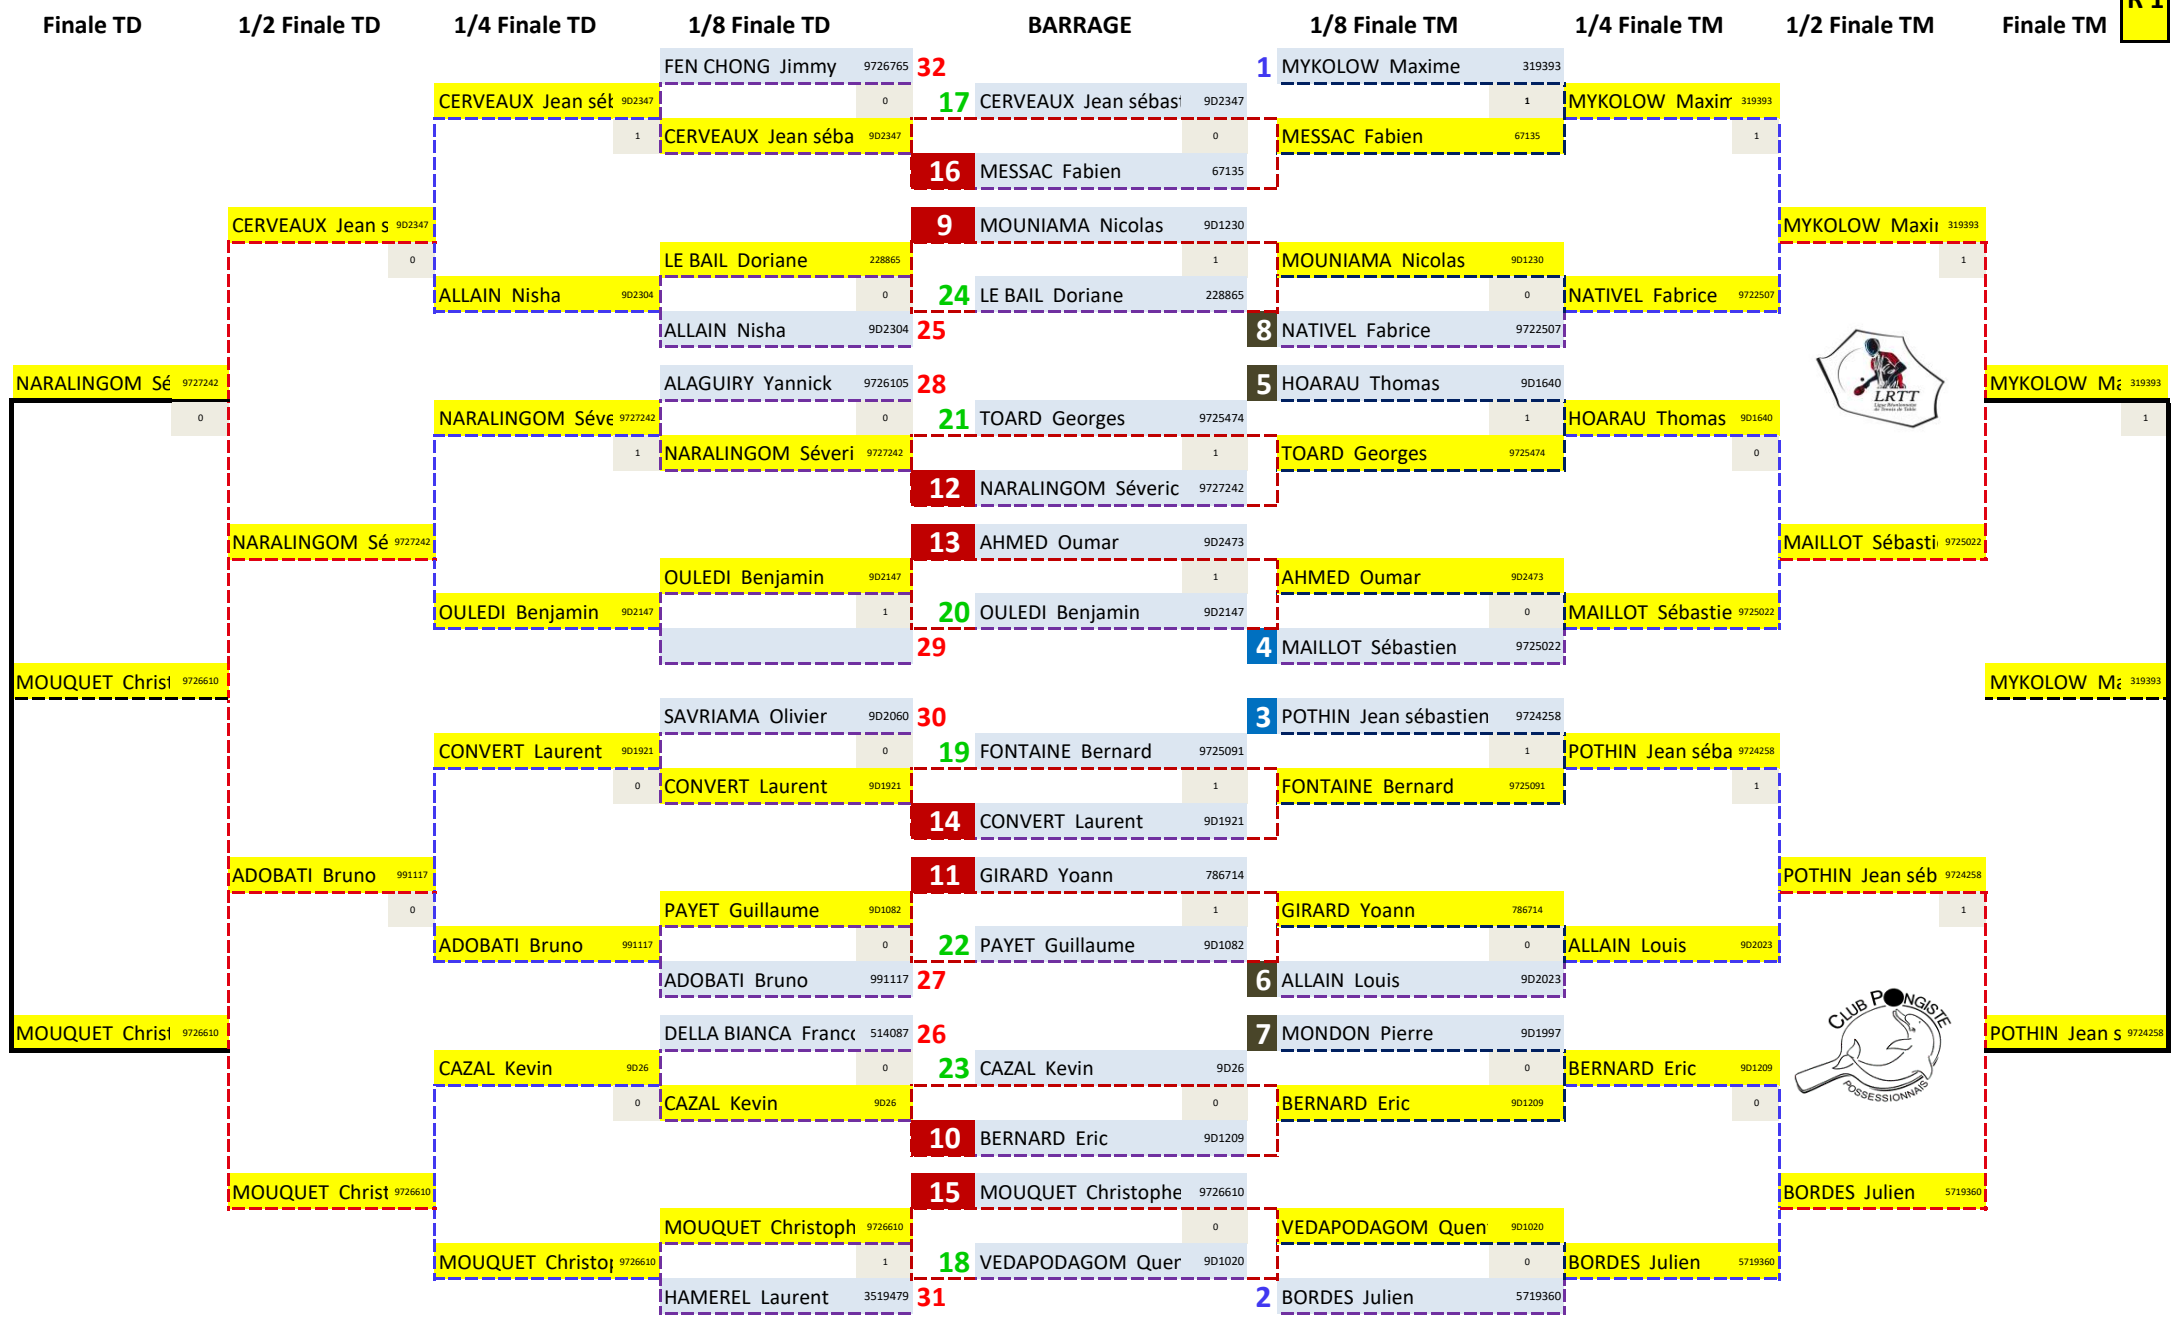 R 1
Finale TD 1/2 Finale TD 1/4 Finale TD 1/8 Finale TD BARRAGE 1/8 Finale TM 1/4 Finale TM 1/2 Finale TM Finale TM
FEN CHONG Jimmy 9726765 32 1 MYKOLOW Maxime 319393
CERVEAUX Jean séb 9D2347 0 17 CERVEAUX Jean sébast 9D2347 1 MYKOLOW Maxim 319393
1 CERVEAUX Jean séba 9D2347 0 MESSAC Fabien 67135 1
16 MESSAC Fabien 67135
CERVEAUX Jean s 9D2347 9 MOUNIAMA Nicolas 9D1230 MYKOLOW Maxir 319393
0 LE BAIL Doriane 228865 1 MOUNIAMA Nicolas 9D1230 1
ALLAIN Nisha 9D2304 0 24 LE BAIL Doriane 228865 0 NATIVEL Fabrice 9722507
ALLAIN Nisha 9D2304 25 8 NATIVEL Fabrice 9722507
NARALINGOM Sé 9727242 ALAGUIRY Yannick 9726105 28 5 HOARAU Thomas 9D1640 LRTT MYKOLOW Ma 319393
0 NARALINGOM Séve 9727242 0 21 TOARD Georges 9725474 1 HOARAU Thomas 9D1640 1
1 NARALINGOM Séveri 9727242 1 TOARD Georges 9725474 0
12 NARALINGOM Séveric 9727242
NARALINGOM Sé 9727242 13 AHMED Oumar 9D2473 MAILLOT Sébasti 9725022
OULEDI Benjamin 9D2147 1 AHMED Oumar 9D2473
OULEDI Benjamin 9D2147 1 20 OULEDI Benjamin 9D2147 0 MAILLOT Sébastie 9725022
29 4 MAILLOT Sébastien 9725022
MOUQUET Christ 9726610 MYKOLOW Ma 319393
SAVRIAMA Olivier 9D2060 30 3 POTHIN Jean sébastien 9724258
CONVERT Laurent 9D1921 0 19 FONTAINE Bernard 9725091 1 POTHIN Jean séba 9724258
0 CONVERT Laurent 9D1921 1 FONTAINE Bernard 9725091 1
14 CONVERT Laurent 9D1921
ADOBATI Bruno 991117 11 GIRARD Yoann 786714 POTHIN Jean séb 9724258
0 PAYET Guillaume 9D1082 1 GIRARD Yoann 786714 1
ADOBATI Bruno 991117 0 22 PAYET Guillaume 9D1082 0 ALLAIN Louis 9D2023
ADOBATI Bruno 991117 27 6 ALLAIN Louis 9D2023
MOUQUET Christ 9726610 DELLA BIANCA Franco 514087 26 7 MONDON Pierre 9D1997 CLUB PONGISTE POTHIN Jean s 9724258
CAZAL Kevin 9D26 0 23 CAZAL Kevin 9D26 0 BERNARD Eric 9D1209
0 CAZAL Kevin 9D26 0 BERNARD Eric 9D1209 0 POSSESSIONNAIS
10 BERNARD Eric 9D1209
MOUQUET Christ 9726610 15 MOUQUET Christophe 9726610 BORDES Julien 5719360
MOUQUET Christoph 9726610 0 VEDAPODAGOM Quen 9D1020
MOUQUET Christop 9726610 1 18 VEDAPODAGOM Quen 9D1020 0 BORDES Julien 5719360
HAMEREL Laurent 3519479 31 2 BORDES Julien 5719360